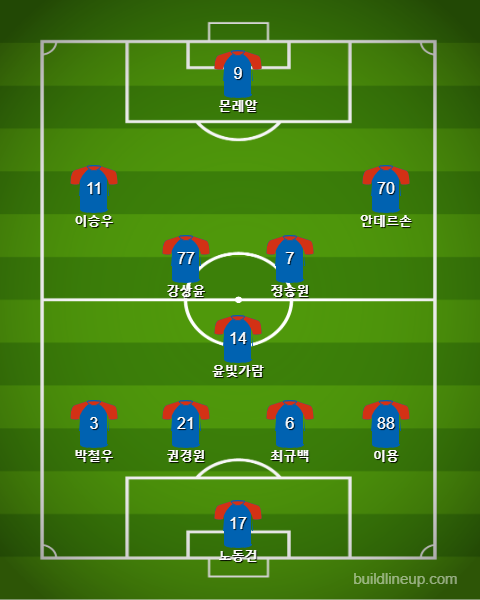 9
몬레알
11
이승우
70
안데르손
77
강상윤
7
정승원
14
윤빛가람
3
박철우
21
권경원
6
최규백
88
이용
17
노동건
buildlineup.com